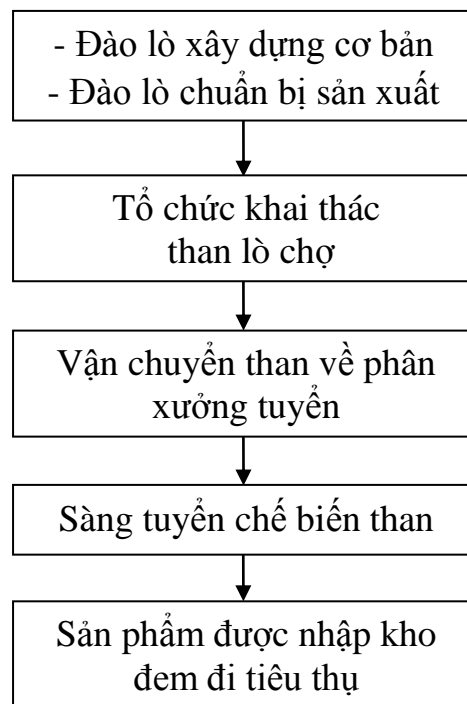 - Đào lò xây dựng cơ bản
- Đào lò chuẩn bị sản xuất
Tổ chức khai thác
than lò chợ
Vận chuyển than về phân
xưởng tuyển
Sàng tuyển chế biến than
Sản phẩm được nhập kho
đem đi tiêu thụ